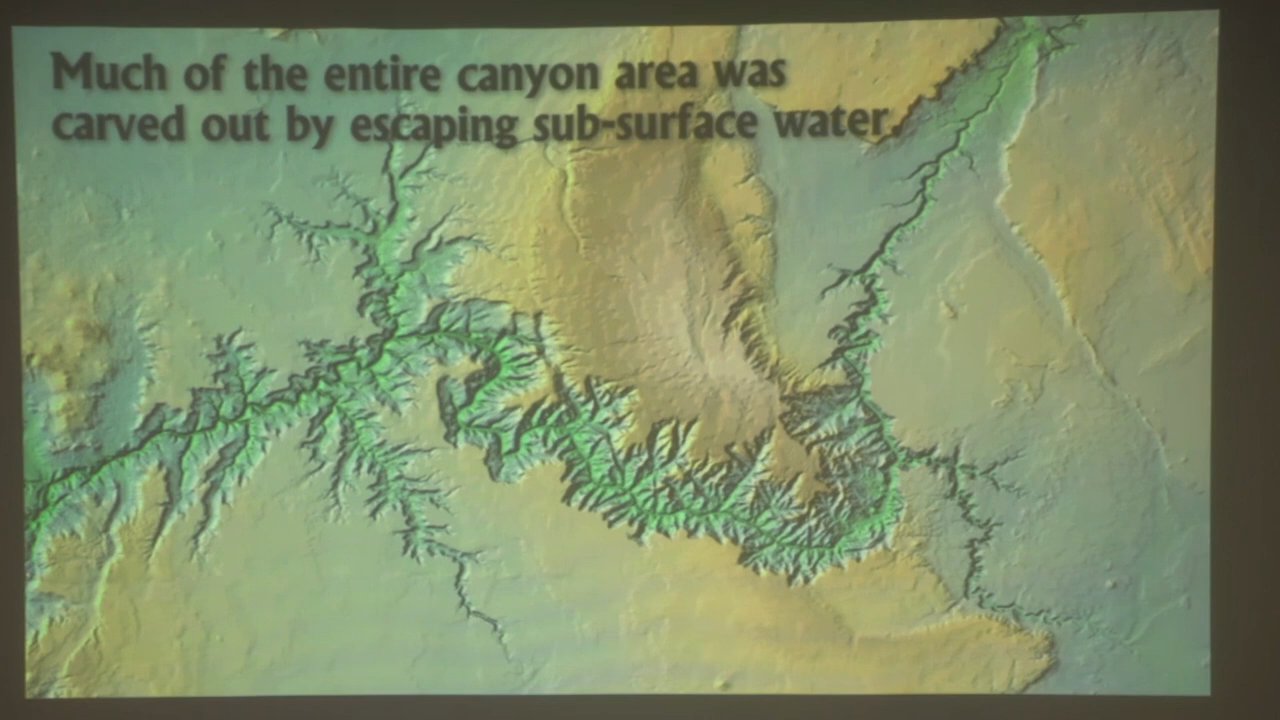 Much of the entire canyon area was
carved out by escaping sub-surface water.